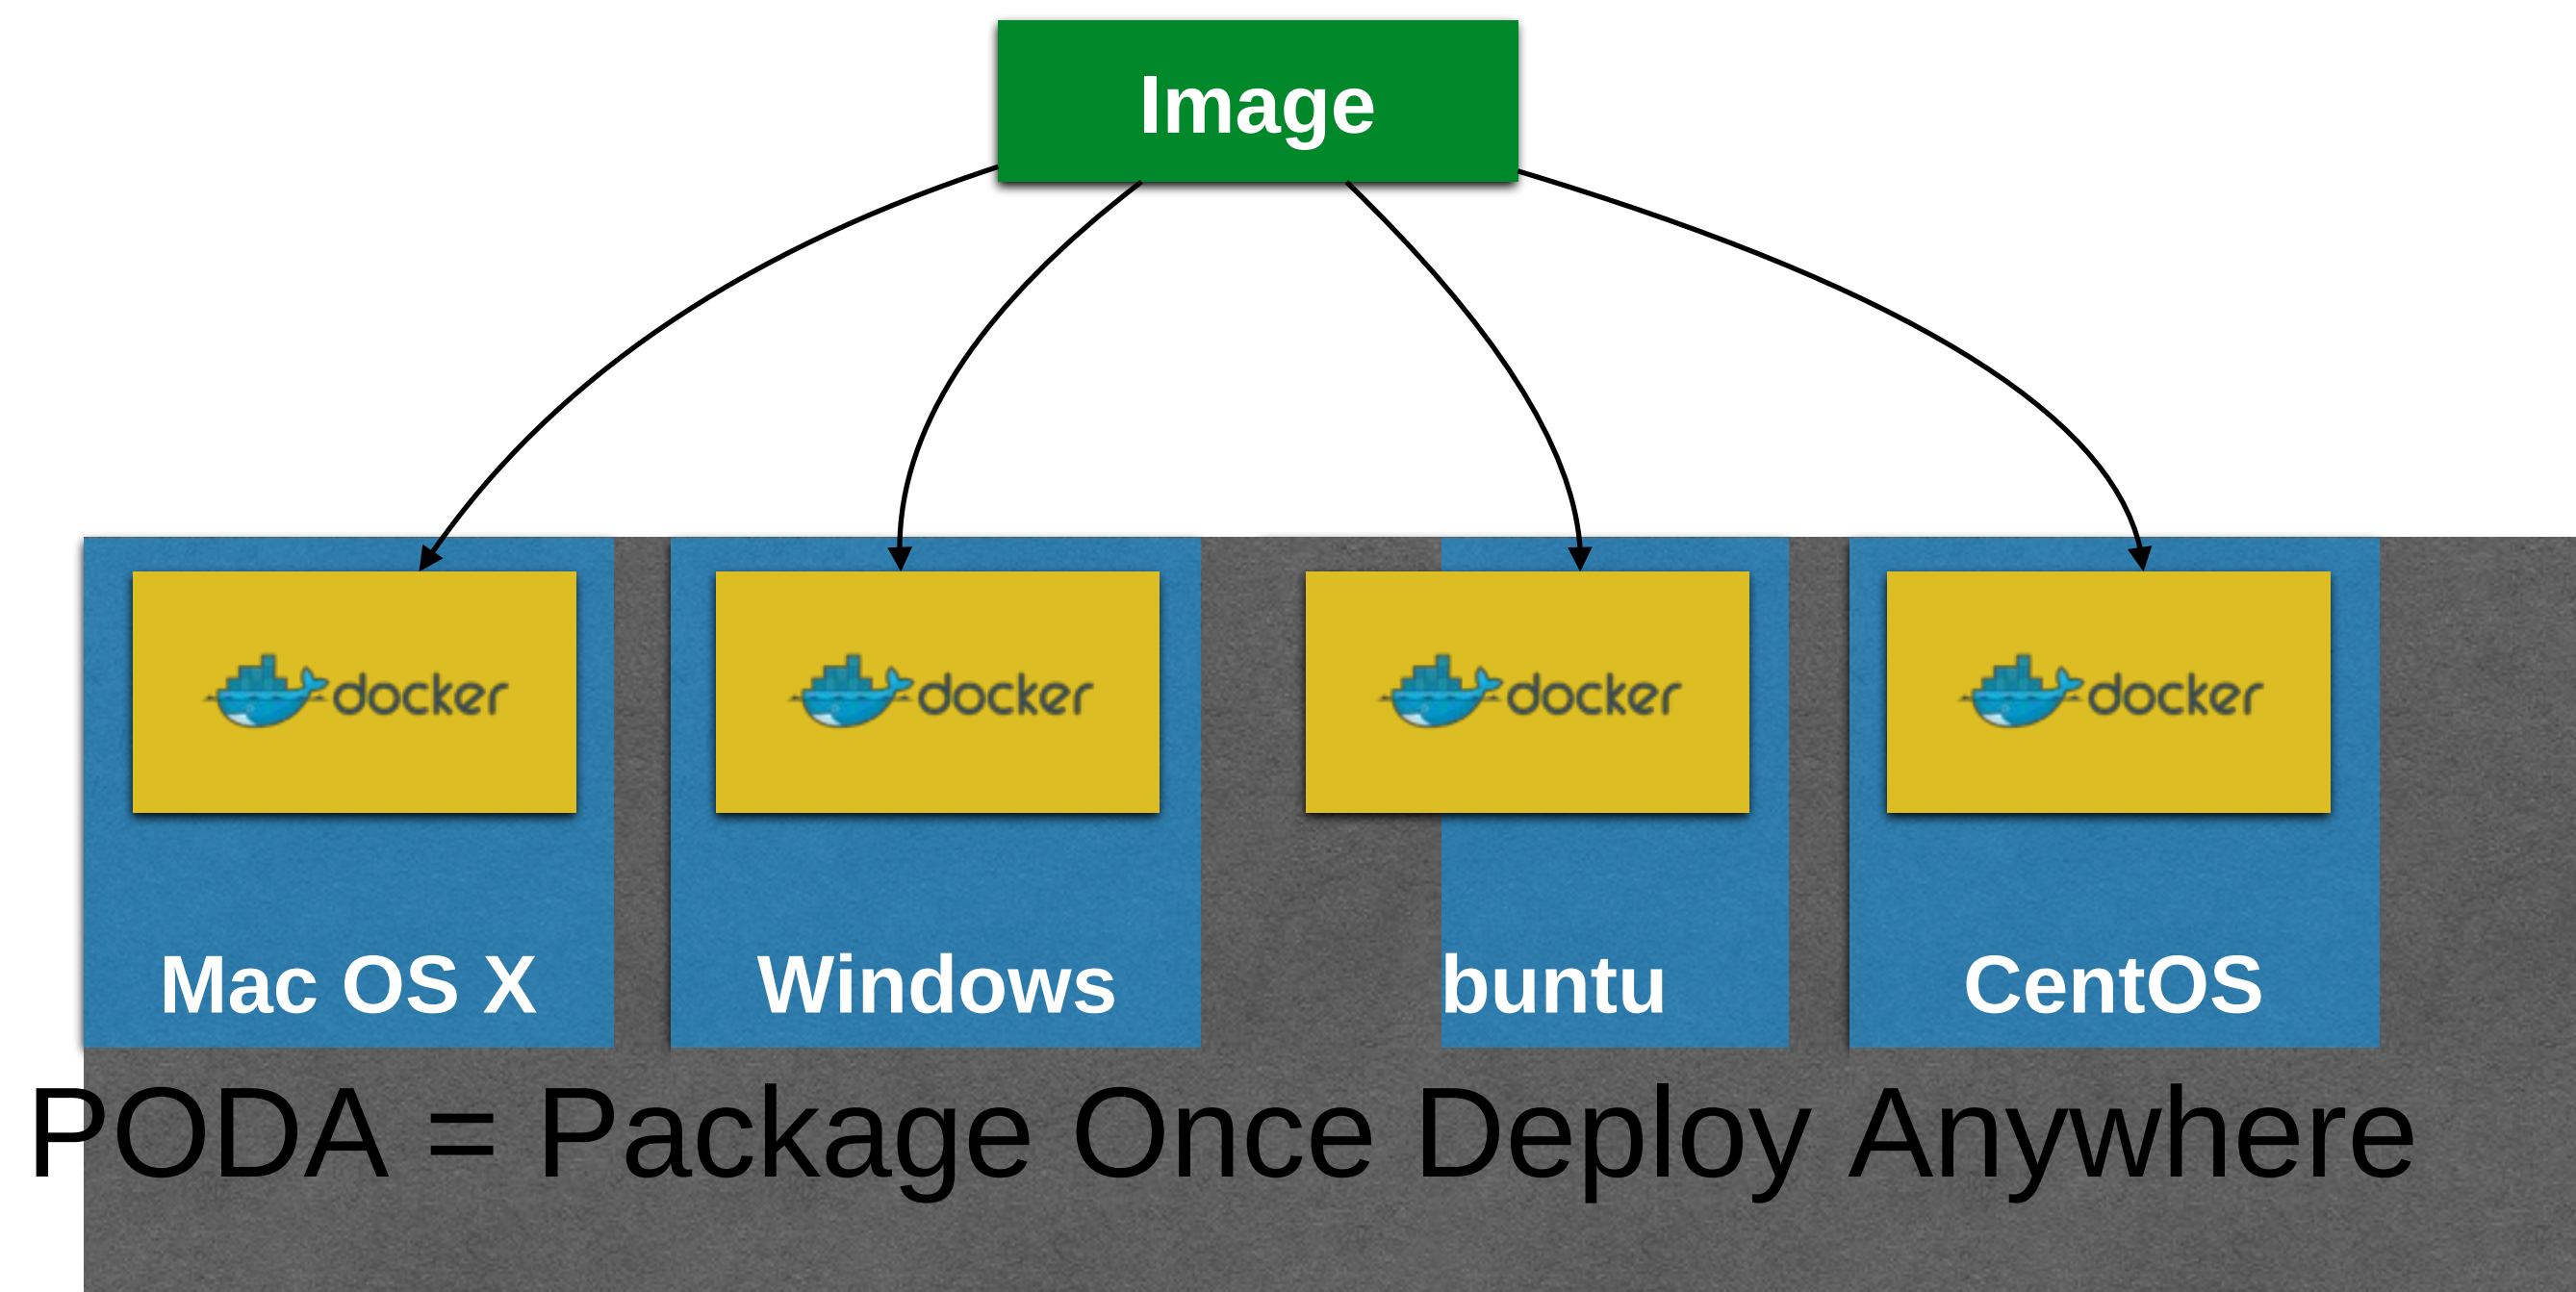 Image
docker docker docker docker
Mac OS X Windows buntu CentOS
PODA = Package Once Deploy Anywhere